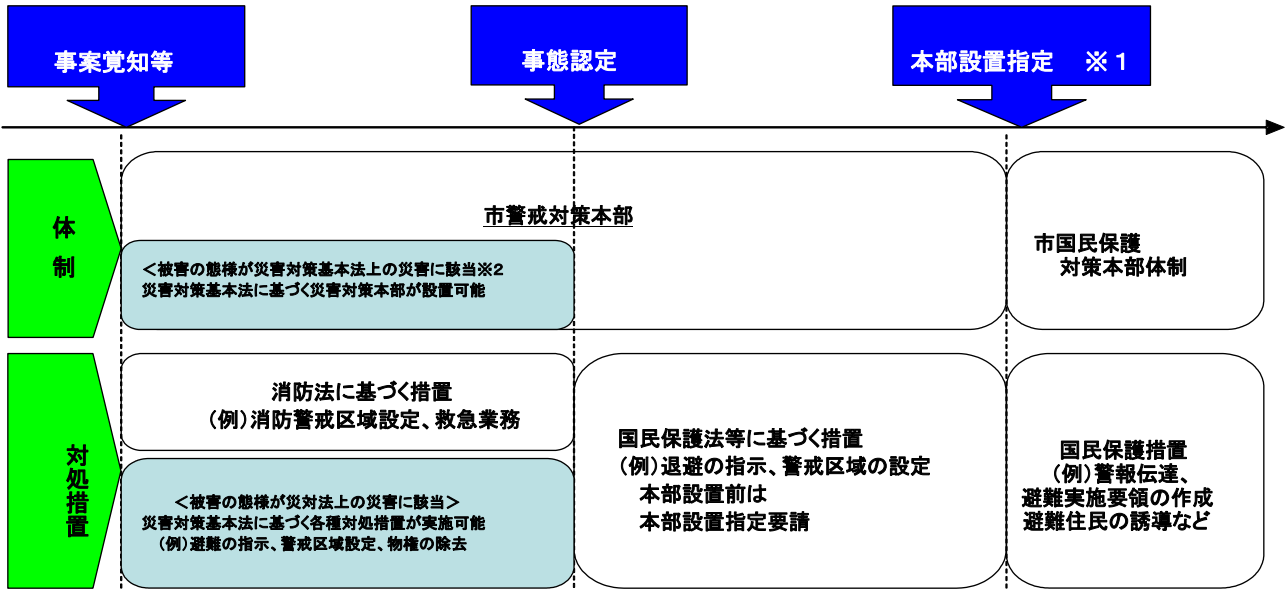 事案覚知等
事態認定
本部設置指定　※1
体
制
市警戒対策本部
＜被害の態様が災害対策基本法上の災害に該当※2
災害対策基本法に基づく災害対策本部が設置可能
市国民保護
対策本部体制
対処措置
消防法に基づく措置
（例）消防警戒区域設定、救急業務
＜被害の態様が災対法上の災害に該当＞
災害対策基本法に基づく各種対処措置が実施可能
（例）避難の指示、警戒区域設定、物権の除去
国民保護法等に基づく措置
（例）退避の指示、警戒区域の設定
本部設置前は
本部設置指定要請
国民保護措置
（例）警報伝達、
避難実施要領の作成
避難住民の誘導など